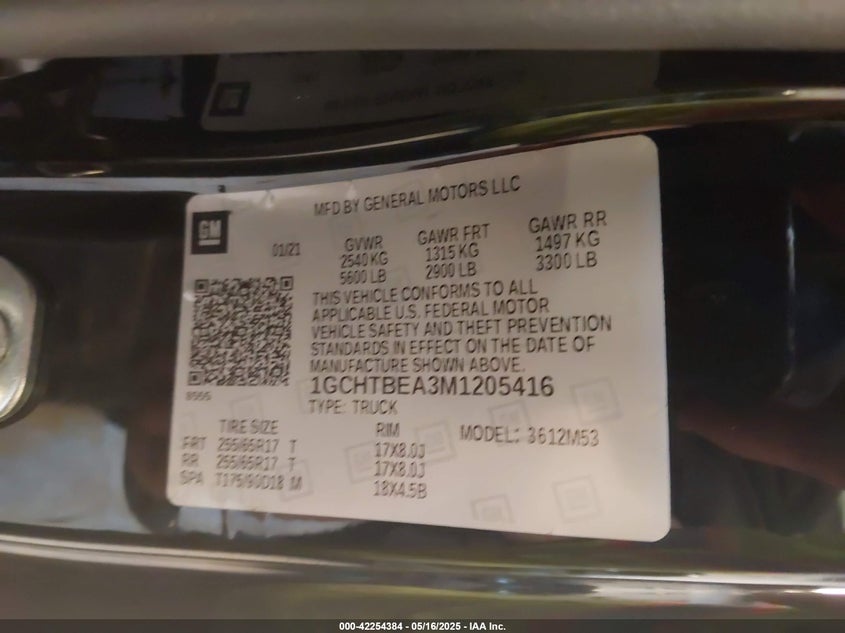 MFD BY GENERAL MOTORS LLC
GM
01/21
GVWR GAWR FRT GAWR RR
2540 KG 1315 KG 1497 KG
5600 LB 2900 LB 3300 LB
THIS VEHICLE CONFORMS TO ALL
APPLICABLE U.S. FEDERAL MOTOR
VEHICLE SAFETY AND THEFT PREVENTION
STANDARDS IN EFFECT ON THE DATE OF
MANUFACTURE SHOWN ABOVE.
1GCHTBEA3M1205416
TYPE: TRUCK
TIRE SIZE RIM MODEL: 3612M53
FRT 255/65R17 T 17X8.0J
RR 255/65R17 T 17X8.0J
SPA T175/90D18 M 18X4.5B
000-42254384 - 05/16/2025 - IAA Inc.